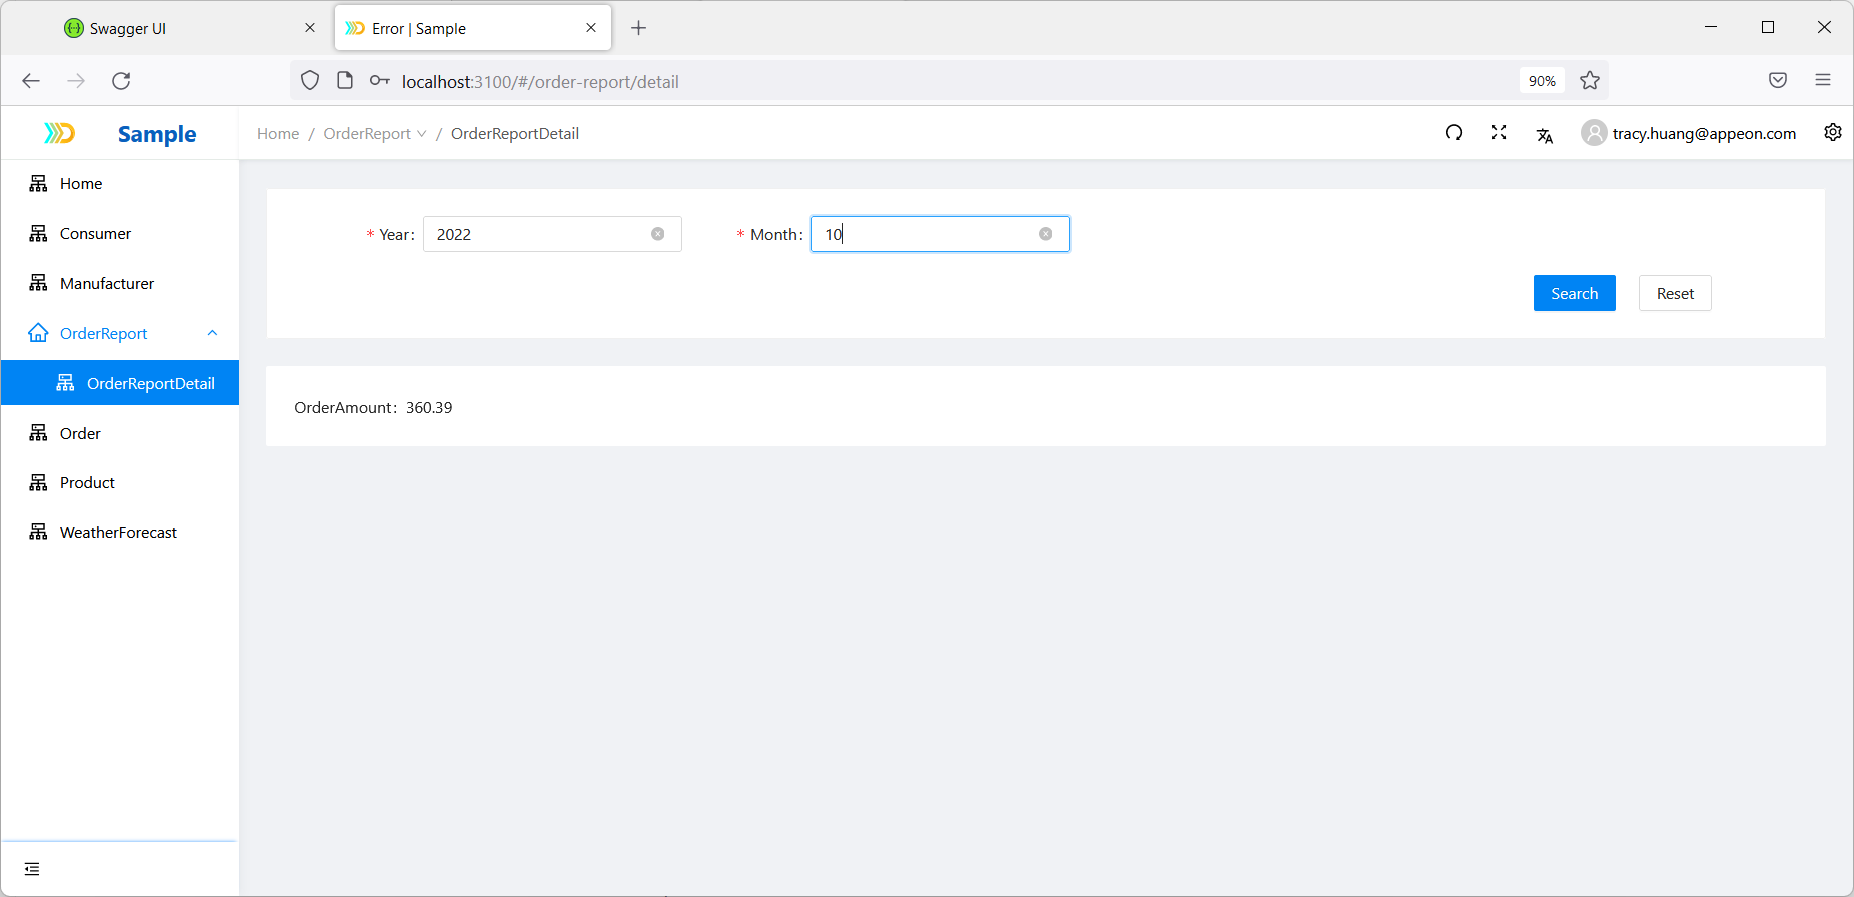 Swagger UI
Error | Sample
localhost:3100/#/order-report/detail
90%
Sample
Home / OrderReport / OrderReportDetail
tracy.huang@appeon.com
Home
Consumer
Manufacturer
OrderReport
OrderReportDetail
Order
Product
WeatherForecast
* Year: 2022
* Month: 10
Search
Reset
OrderAmount: 360.39